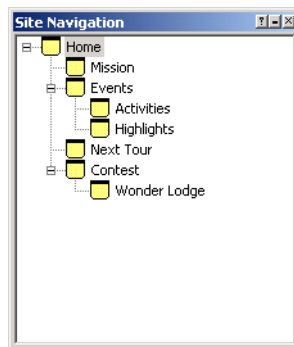 Site Navigation
Home
Mission
Events
Activities
Highlights
Next Tour
Contest
Wonder Lodge